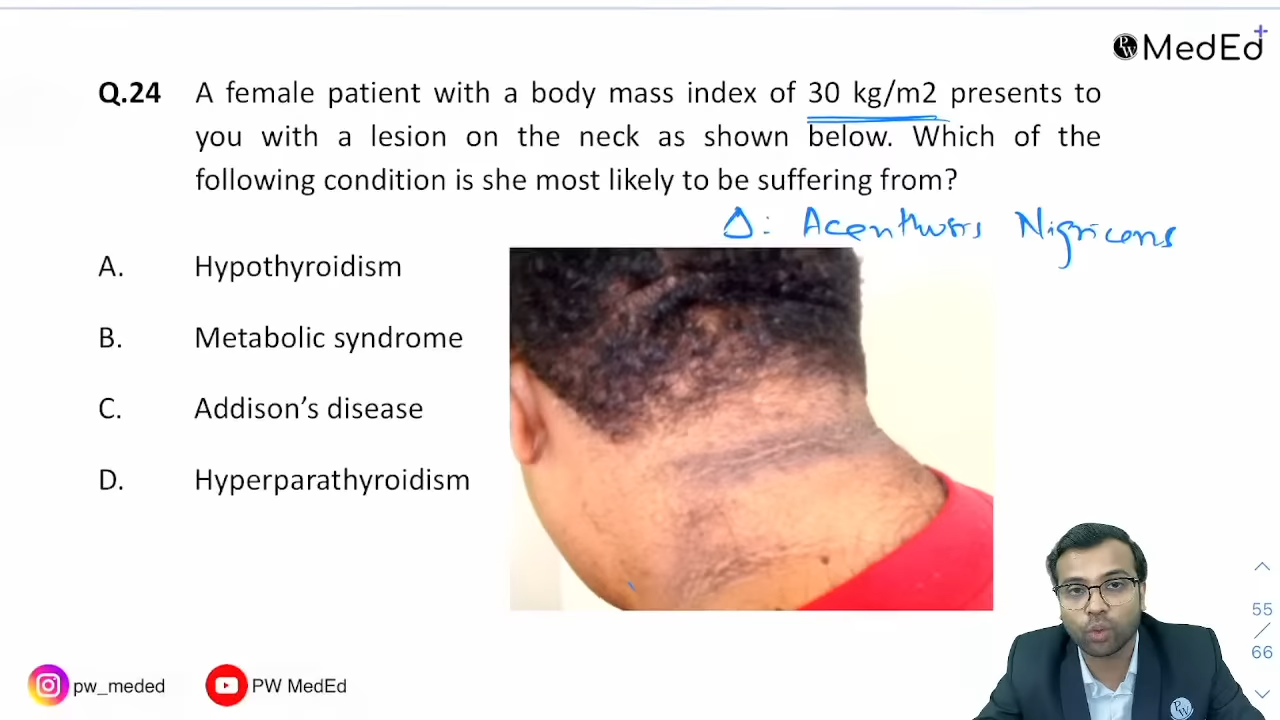 MedEd
Q.24 A female patient with a body mass index of 30 kg/m2 presents to
you with a lesion on the neck as shown below. Which of the
following condition is she most likely to be suffering from?
Δ: Acanthosis Nigricans
A. Hypothyroidism
B. Metabolic syndrome
C. Addison’s disease
D. Hyperparathyroidism
55
/
66
pw_meded PW MedEd
PW